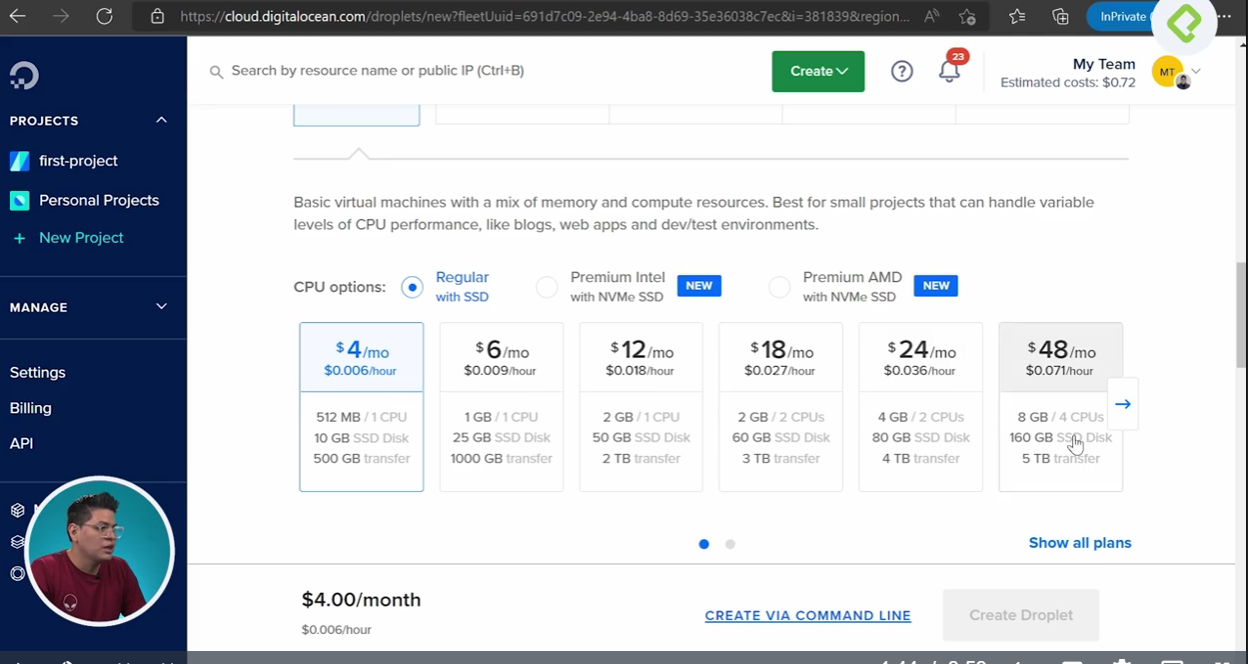 https://cloud.digitalocean.com/droplets/new?fleetUuid=691d7c09-2e94-4ba8-8d69-35e36038c7ec&i=381839&region...
InPrivate
Search by resource name or public IP (Ctrl+B)
Create
23
My Team
Estimated costs: $0.72
MT
PROJECTS
first-project
Personal Projects
+ New Project
MANAGE
Settings
Billing
API
Basic virtual machines with a mix of memory and compute resources. Best for small projects that can handle variable
levels of CPU performance, like blogs, web apps and dev/test environments.
CPU options:
Regular
with SSD
Premium Intel
with NVMe SSD
NEW
Premium AMD
with NVMe SSD
NEW
$4/mo
$0.006/hour
512 MB / 1 CPU
10 GB SSD Disk
500 GB transfer
$6/mo
$0.009/hour
1 GB / 1 CPU
25 GB SSD Disk
1000 GB transfer
$12/mo
$0.018/hour
2 GB / 1 CPU
50 GB SSD Disk
2 TB transfer
$18/mo
$0.027/hour
2 GB / 2 CPUs
60 GB SSD Disk
3 TB transfer
$24/mo
$0.036/hour
4 GB / 2 CPUs
80 GB SSD Disk
4 TB transfer
$48/mo
$0.071/hour
8 GB / 4 CPUs
160 GB SSD Disk
5 TB transfer
Show all plans
$4.00/month
$0.006/hour
CREATE VIA COMMAND LINE
Create Droplet